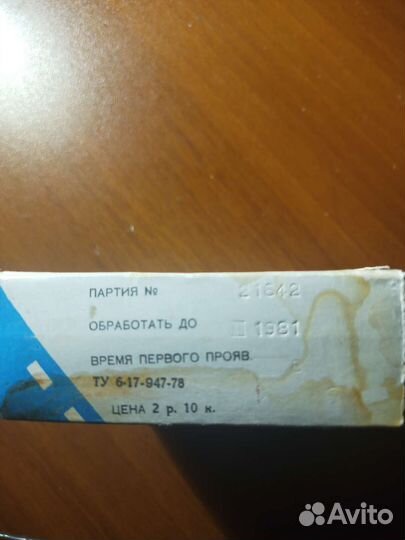 ПАРТИЯ № 21642
ОБРАБОТАТЬ ДО III 1981
ВРЕМЯ ПЕРВОГО ПРОЯВ.
ТУ 6-17-947-78
ЦЕНА 2 р. 10 к.
Avito